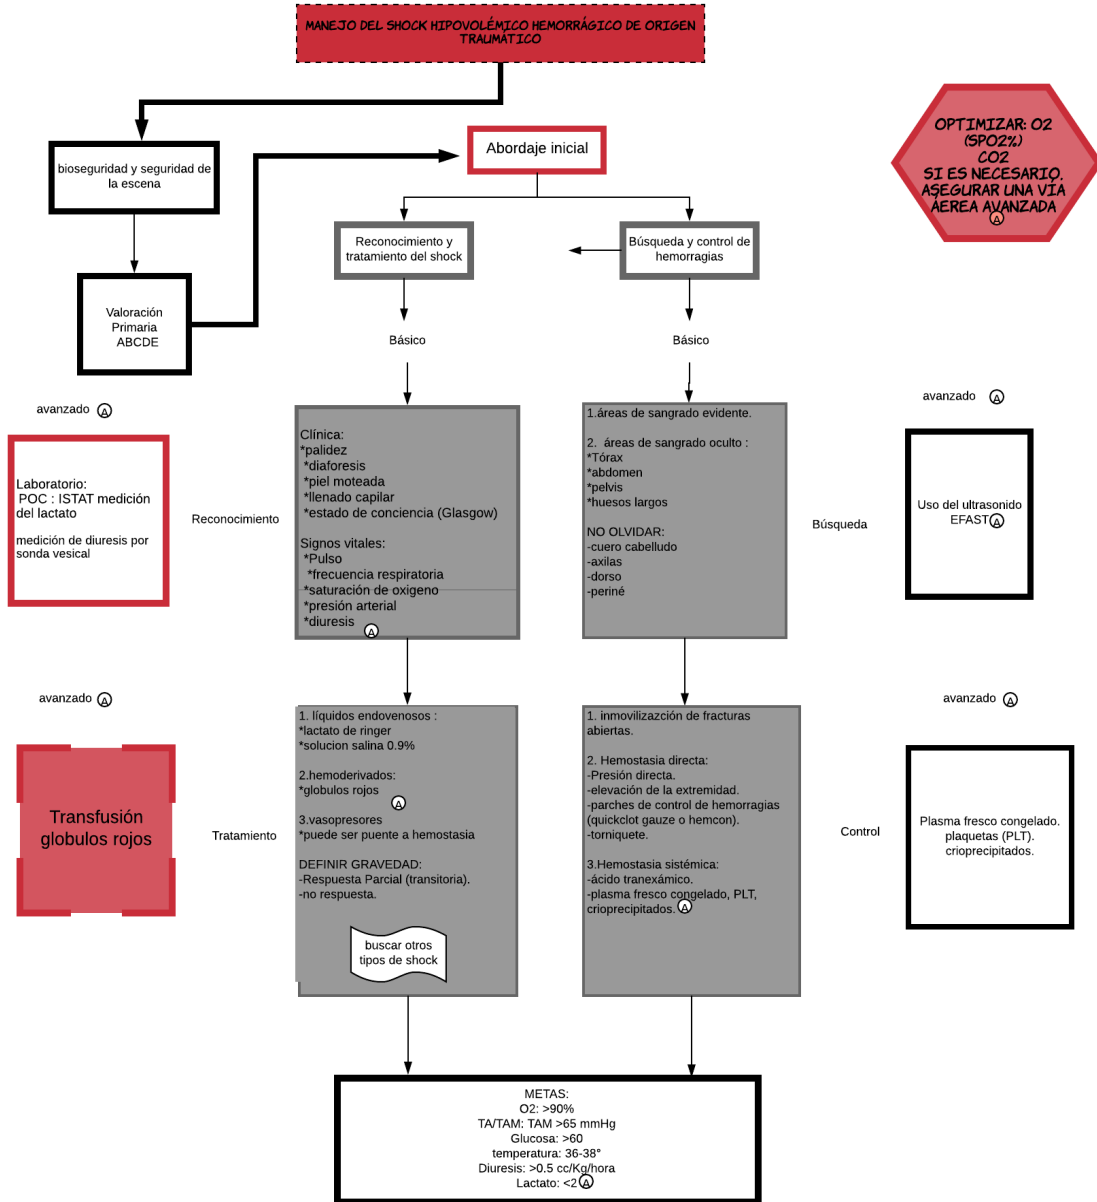 MANEJO DEL SHOCK HIPOVOLÉMICO HEMORRÁGICO DE ORIGEN
TRAUMÁTICO
OPTIMIZAR: O2
(SPO2%)
CO2
SI ES NECESARIO.
ASEGURAR UNA VÍA
ÁEREA AVANZADA
A
bioseguridad y seguridad de
la escena
Abordaje inicial
Reconocimiento y
tratamiento del shock
Búsqueda y control de
hemorragias
Valoración
Primaria
ABCDE
Básico
Básico
avanzado A
Laboratorio:
POC : ISTAT medición
del lactato
medición de diuresis por
sonda vesical
Reconocimiento
Clínica:
*palidez
*diaforesis
*piel moteada
*llenado capilar
*estado de conciencia (Glasgow)
Signos vitales:
*Pulso
*frecuencia respiratoria
*saturación de oxigeno
*presión arterial
*diuresis
A
1.áreas de sangrado evidente.
2. áreas de sangrado oculto :
*Tórax
*abdomen
*pelvis
*huesos largos
NO OLVIDAR:
-cuero cabelludo
-axilas
-dorso
-periné
Búsqueda
avanzado A
Uso del ultrasonido
EFAST A
avanzado A
Transfusión
globulos rojos
Tratamiento
1. líquidos endovenosos :
*lactato de ringer
*solucion salina 0.9%
2.hemoderivados:
*globulos rojos
A
3.vasopresores
*puede ser puente a hemostasia
DEFINIR GRAVEDAD:
-Respuesta Parcial (transitoria).
-no respuesta.
buscar otros
tipos de shock
1. inmovilizazción de fracturas
abiertas.
2. Hemostasia directa:
-Presión directa.
-elevación de la extremidad.
-parches de control de hemorragias
(quickclot gauze o hemcon).
-torniquete.
3.Hemostasia sistémica:
-ácido tranexámico.
-plasma fresco congelado, PLT,
crioprecipitados. A
Control
avanzado A
Plasma fresco congelado.
plaquetas (PLT).
crioprecipitados.
METAS:
O2: >90%
TA/TAM: TAM >65 mmHg
Glucosa: >60
temperatura: 36-38°
Diuresis: >0.5 cc/Kg/hora
Lactato: <2 A